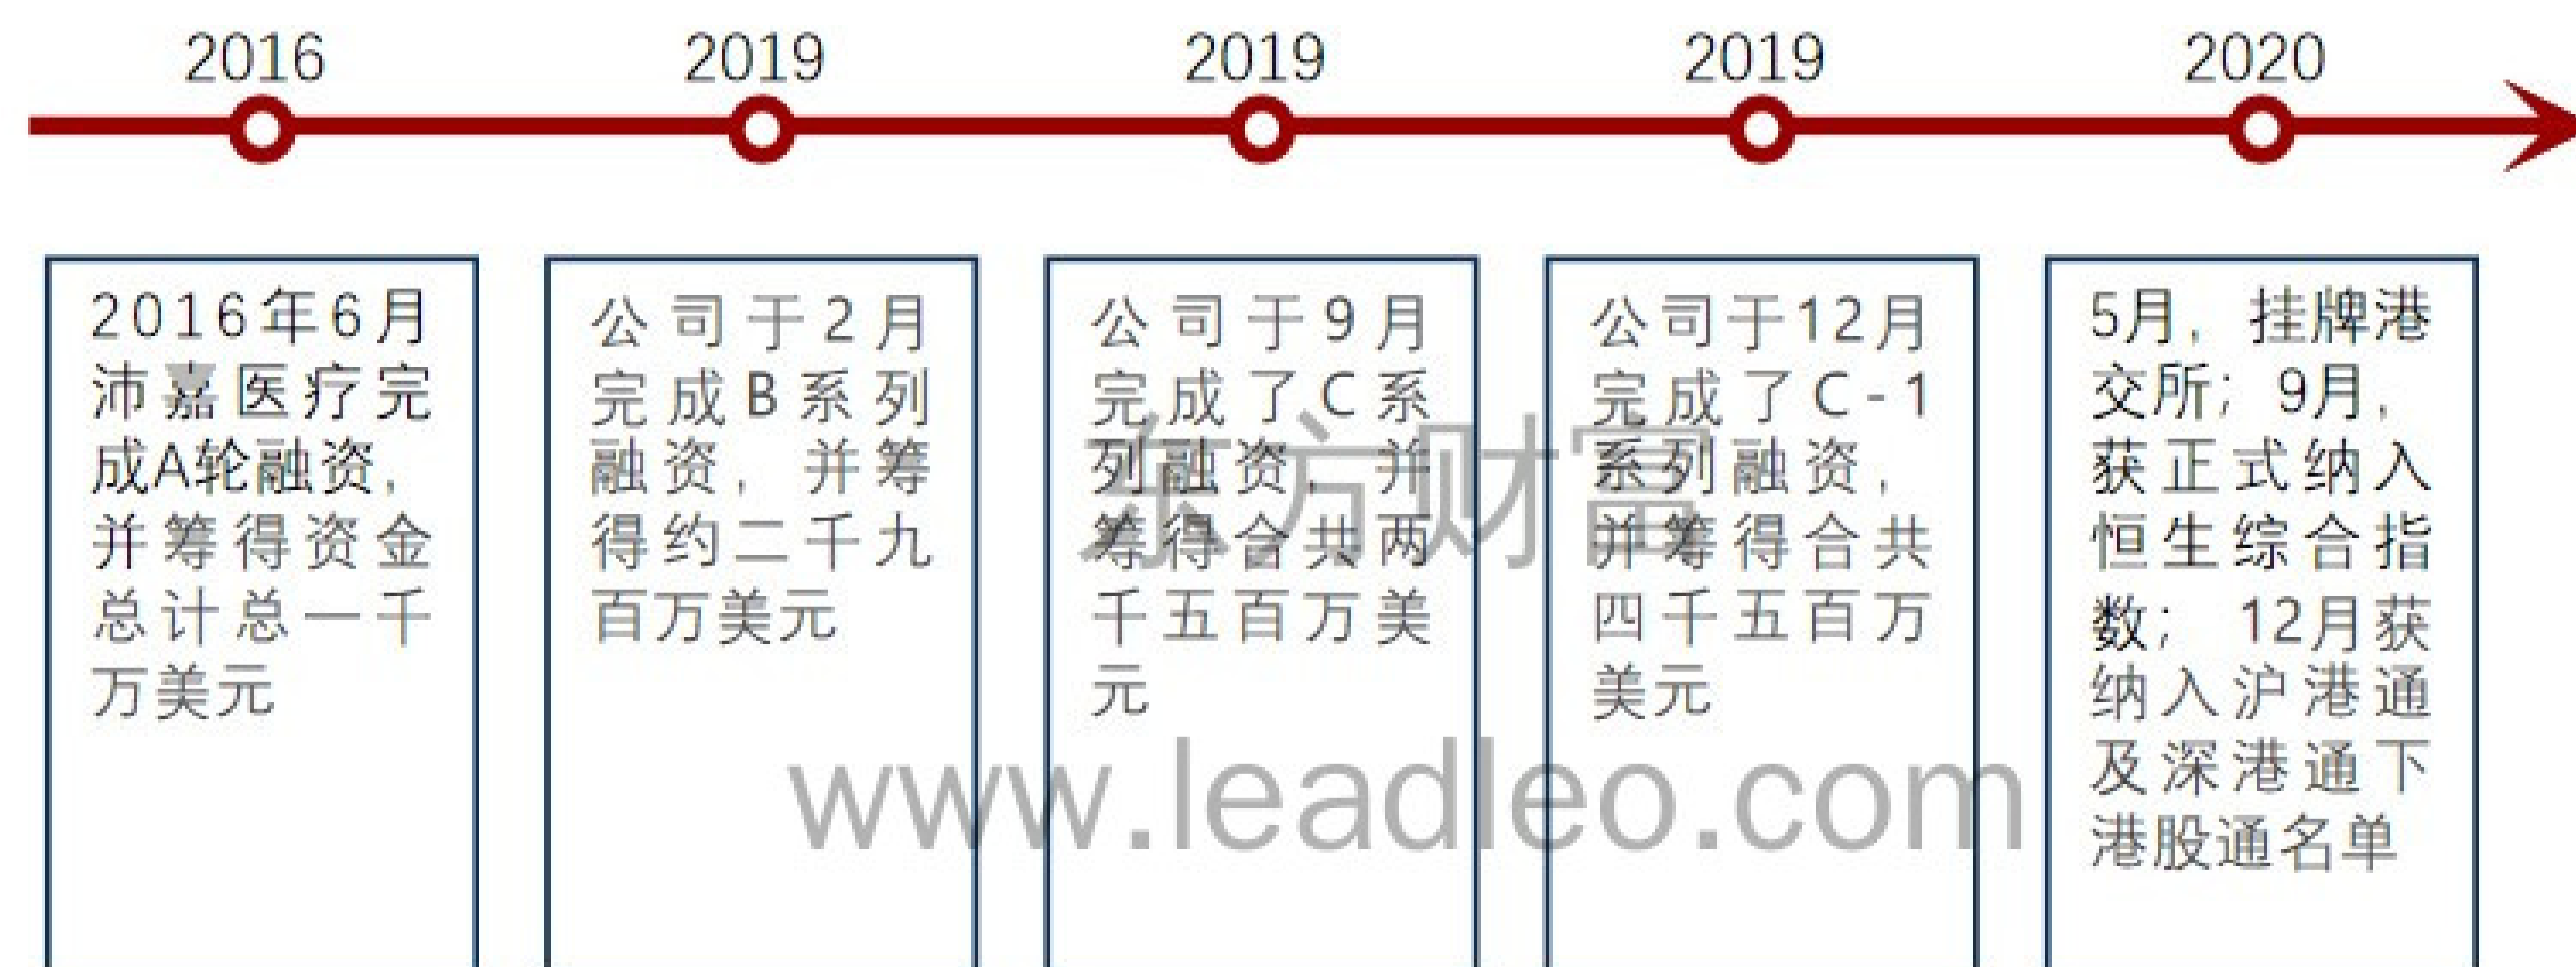 2016
2019
2019
2019
2020
2016年6月
沛嘉医疗完
成A轮融资，
并筹得资金
总计总一千
万美元
公司于2月
完成B系列
融资，并筹
得约二千九
百万美元
公司于9月
完成了C系
列融资，并
筹得合共两
千五百万美
元
公司于12月
完成了C-1
系列融资，
并筹得合共
四千五百万
美元
5月，挂牌港
交所；9月，
获正式纳入
恒生综合指
数； 12月获
纳入沪港通
及深港通下
港股通名单
东方财富
www.leadleo.com